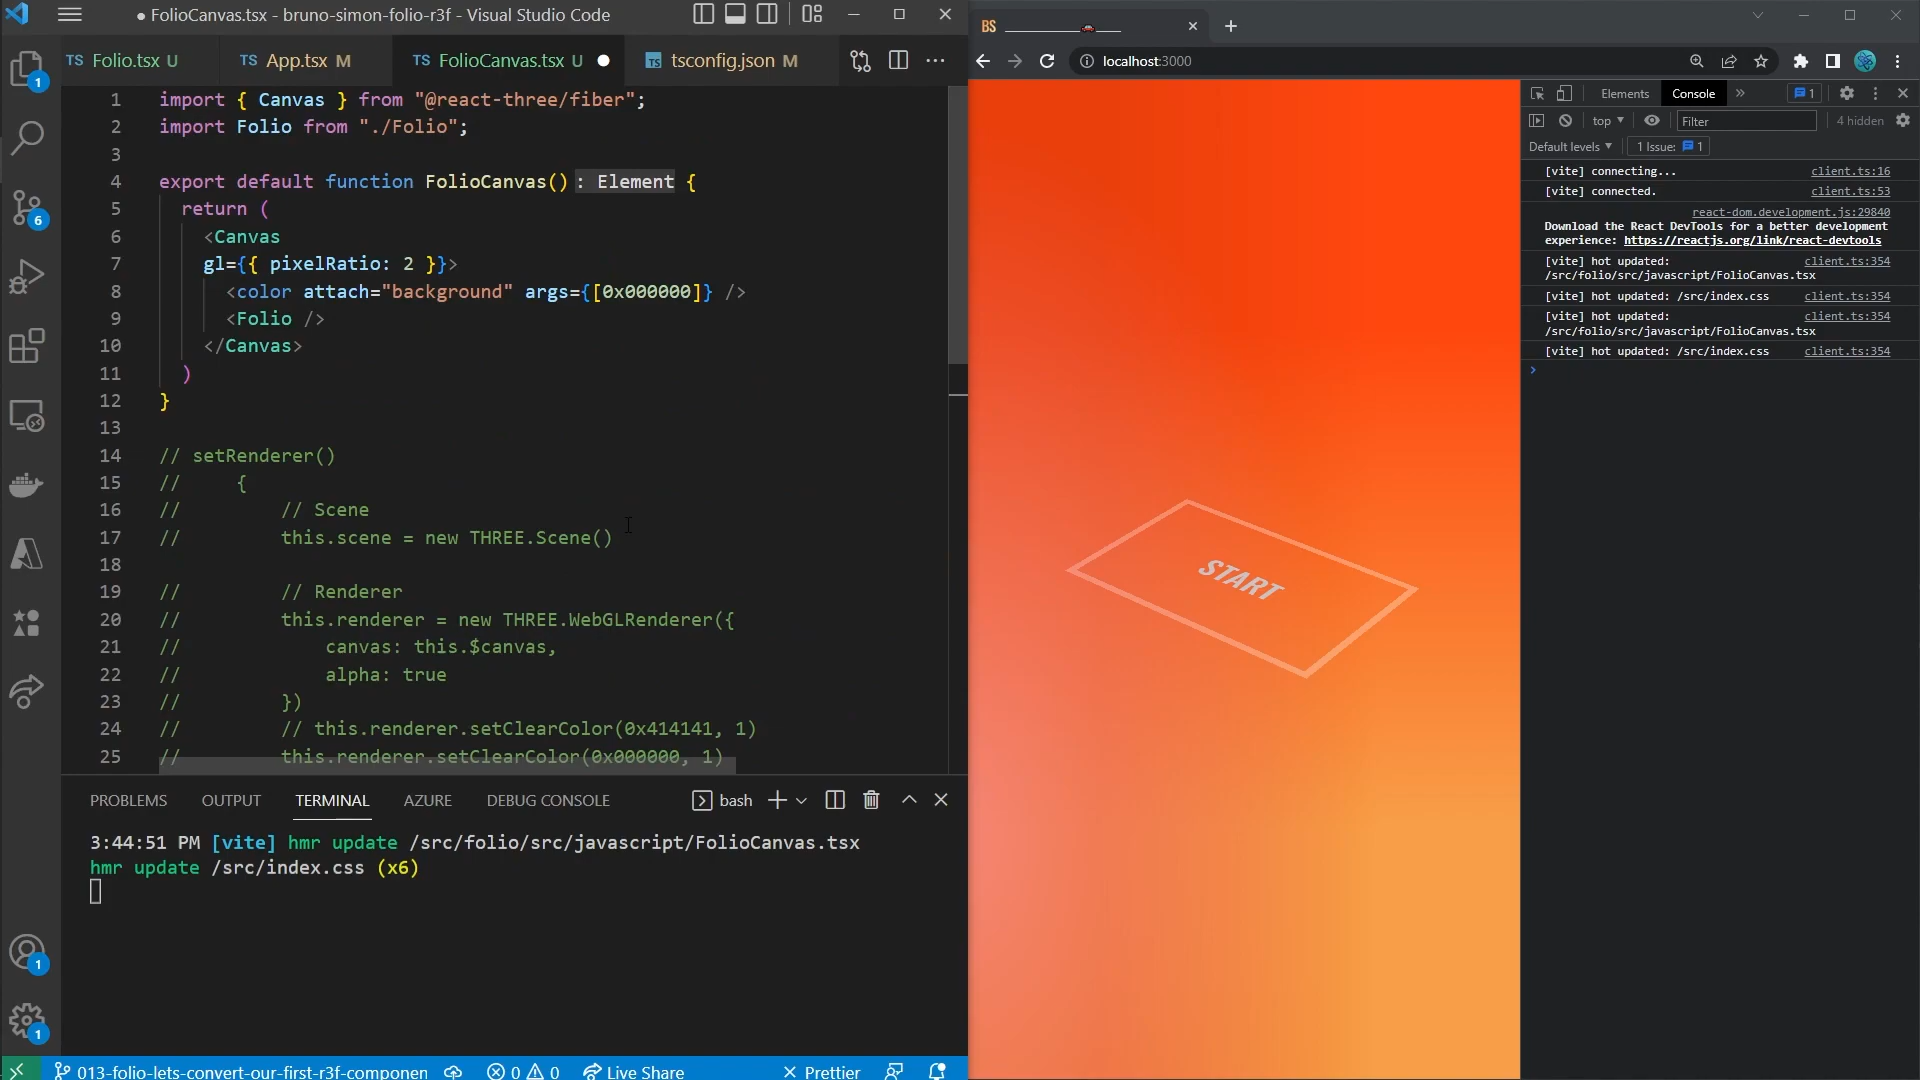 ● FolioCanvas.tsx - bruno-simon-folio-r3f - Visual Studio Code
TS Folio.tsx U
TS App.tsx M
TS FolioCanvas.tsx U ●
TS tsconfig.json M
1 import { Canvas } from "@react-three/fiber";
2 import Folio from "./Folio";
3
4 export default function FolioCanvas(): Element {
5 return (
6 <Canvas
7 gl={{ pixelRatio: 2 }}>
8 <color attach="background" args={[0x000000]} />
9 <Folio />
10 </Canvas>
11 )
12 }
13
14 // setRenderer()
15 // {
16 // // Scene
17 // this.scene = new THREE.Scene()
18
19 // // Renderer
20 // this.renderer = new THREE.WebGLRenderer({
21 // canvas: this.$canvas,
22 // alpha: true
23 // })
24 // // this.renderer.setClearColor(0x414141, 1)
25 // this.renderer.setClearColor(0x000000, 1)
PROBLEMS OUTPUT TERMINAL AZURE DEBUG CONSOLE bash
3:44:51 PM [vite] hmr update /src/folio/src/javascript/FolioCanvas.tsx
hmr update /src/index.css (x6)
1
6
1
1
013-folio-lets-convert-our-first-r3f-componen 0 0 Live Share Prettier
BS
localhost:3000
START
Elements Console » 1
top Filter 4 hidden
Default levels 1 Issue: 1
[vite] connecting... client.ts:16
[vite] connected. client.ts:53
react-dom.development.js:29840
Download the React DevTools for a better development
experience: https://reactjs.org/link/react-devtools
[vite] hot updated: client.ts:354
/src/folio/src/javascript/FolioCanvas.tsx
[vite] hot updated: /src/index.css client.ts:354
[vite] hot updated: client.ts:354
/src/folio/src/javascript/FolioCanvas.tsx
[vite] hot updated: /src/index.css client.ts:354